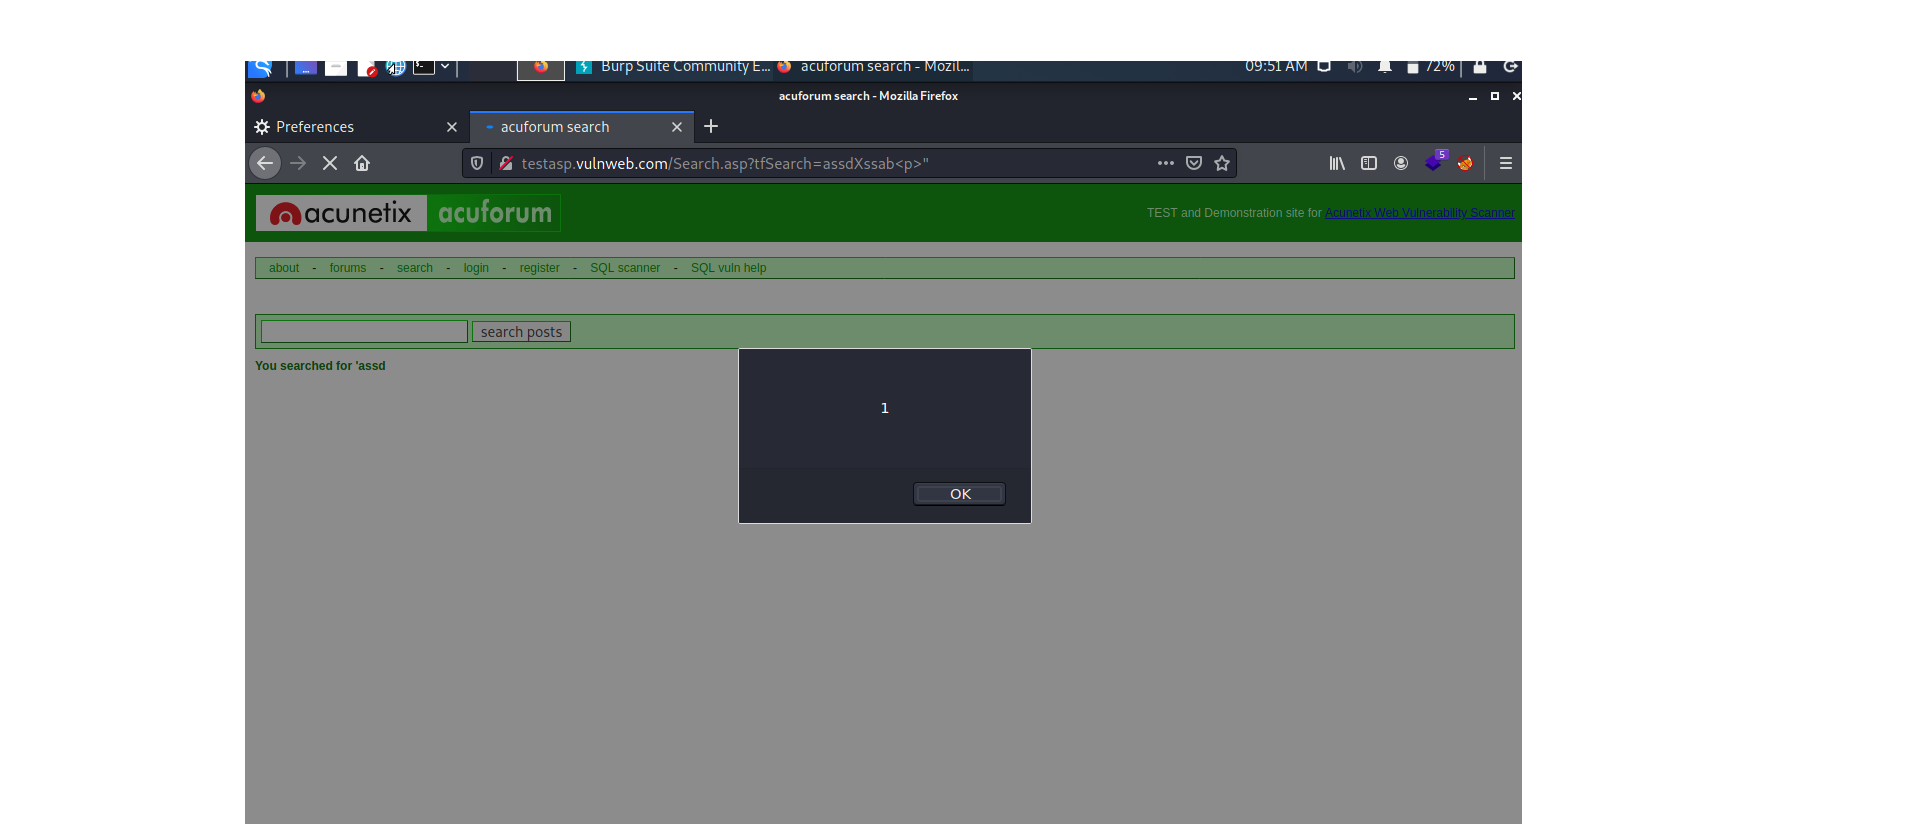 Burp Suite Community E... acuforum search - Mozil... 09:51 AM 72%
acuforum search - Mozilla Firefox
Preferences acuforum search
testasp.vulnweb.com/Search.asp?tfSearch=assdXssab<p>" 5
acunetix acuforum TEST and Demonstration site for Acunetix Web Vulnerability Scanner
about - forums - search - login - register - SQL scanner - SQL vuln help
search posts
You searched for 'assd
1
OK